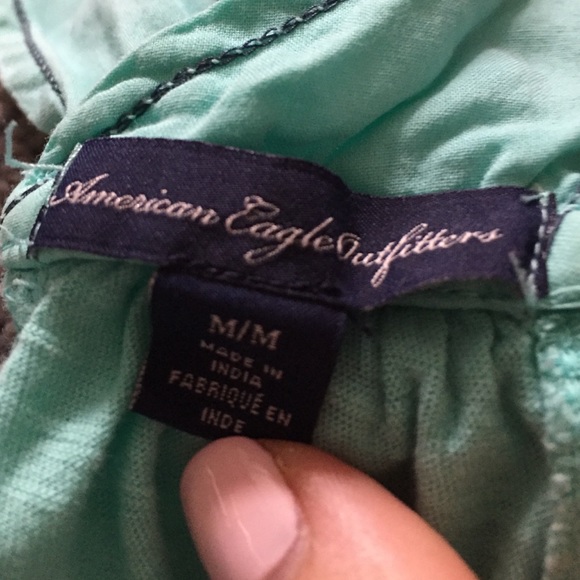 American Eagle Outfitters
M/M
MADE IN
INDIA
FABRIQUÉ EN
INDE